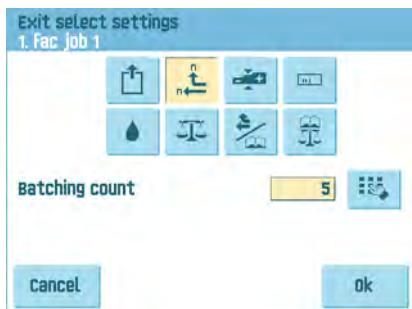 Exit select settings
1. Fac job 1
n
n
Batching count
5
Cancel
Ok